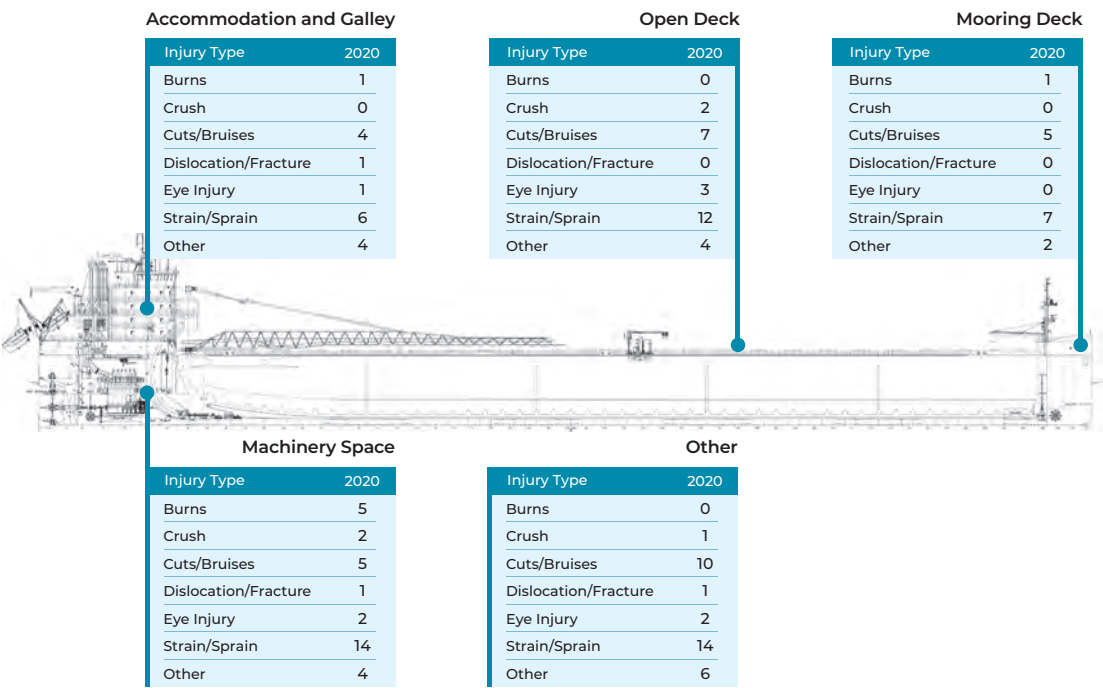 Accommodation and Galley
Injury Type 2020
Burns 1
Crush 0
Cuts/Bruises 4
Dislocation/Fracture 1
Eye Injury 1
Strain/Sprain 6
Other 4
Open Deck
Injury Type 2020
Burns 0
Crush 2
Cuts/Bruises 7
Dislocation/Fracture 0
Eye Injury 3
Strain/Sprain 12
Other 4
Mooring Deck
Injury Type 2020
Burns 1
Crush 0
Cuts/Bruises 5
Dislocation/Fracture 0
Eye Injury 0
Strain/Sprain 7
Other 2
Machinery Space
Injury Type 2020
Burns 5
Crush 2
Cuts/Bruises 5
Dislocation/Fracture 1
Eye Injury 2
Strain/Sprain 14
Other 4
Other
Injury Type 2020
Burns 0
Crush 1
Cuts/Bruises 10
Dislocation/Fracture 1
Eye Injury 2
Strain/Sprain 14
Other 6